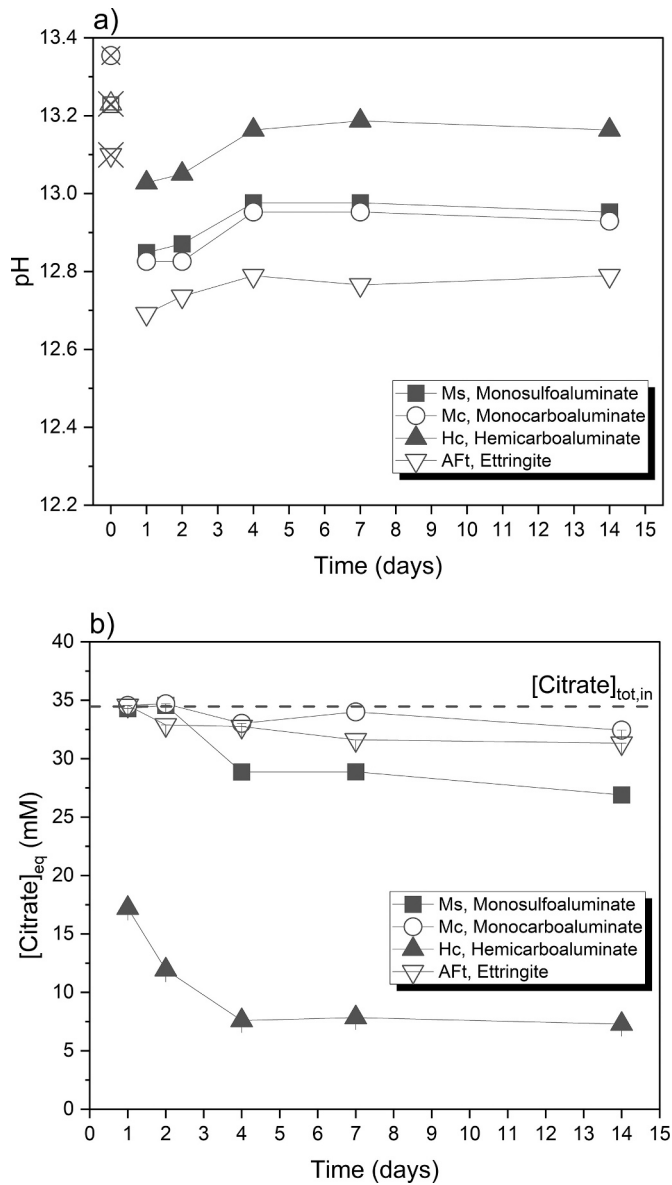 a)
13.4
13.2
13.0
12.8
12.6
12.4
12.2
pH
Ms, Monosulfoaluminate
Mc, Monocarboaluminate
Hc, Hemicarboaluminate
AFt, Ettringite
0 1 2 3 4 5 6 7 8 9 10 11 12 13 14 15
Time (days)
b)
40
35
30
25
20
15
10
5
0
[Citrate]eq (mM)
[Citrate]tot,in
Ms, Monosulfoaluminate
Mc, Monocarboaluminate
Hc, Hemicarboaluminate
AFt, Ettringite
0 1 2 3 4 5 6 7 8 9 10 11 12 13 14 15
Time (days)